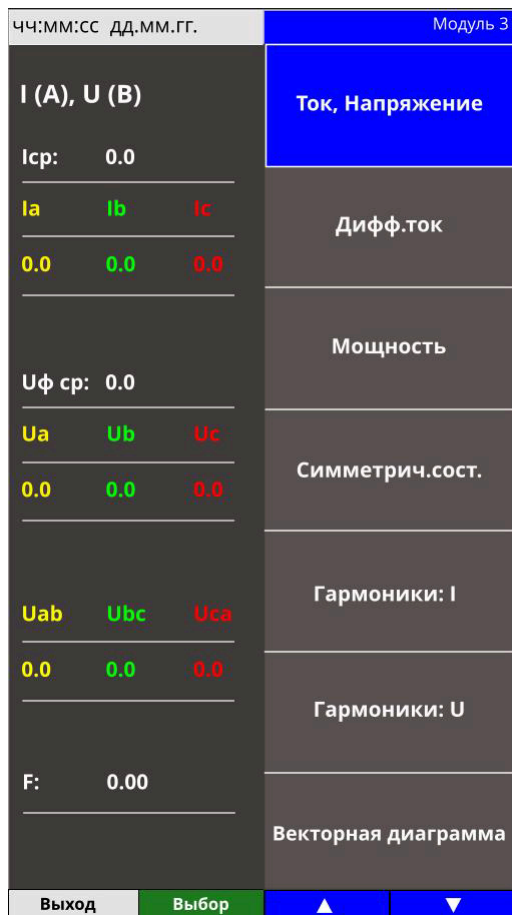 чч:мм:сс дд.мм.гг.
Модуль 3
I (А), U (В)
Iср: 0.0
Ia Ib Ic
0.0 0.0 0.0
Uф ср: 0.0
Ua Ub Uc
0.0 0.0 0.0
Uab Ubc Uca
0.0 0.0 0.0
F: 0.00
Ток, Напряжение
Дифф.ток
Мощность
Симметрич.сост.
Гармоники: I
Гармоники: U
Векторная диаграмма
Выход Выбор ▲ ▼